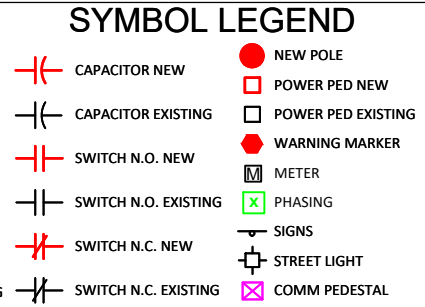 SYMBOL LEGEND
CAPACITOR NEW
CAPACITOR EXISTING
SWITCH N.O. NEW
SWITCH N.O. EXISTING
SWITCH N.C. NEW
G
SWITCH N.C. EXISTING
NEW POLE
POWER PED NEW
POWER PED EXISTING
WARNING MARKER
M METER
X PHASING
SIGNS
STREET LIGHT
COMM PEDESTAL